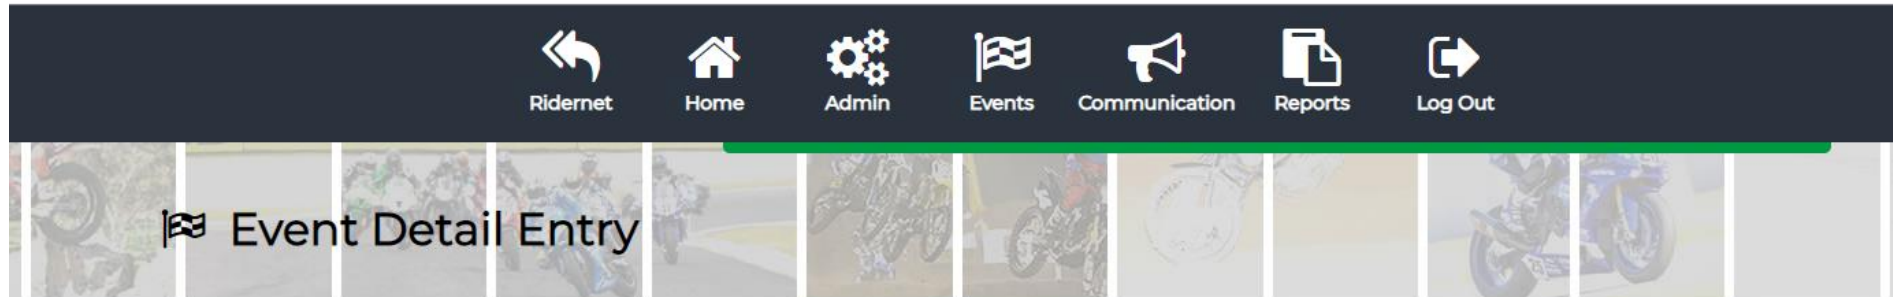 Ridernet Home Admin Events Communication Reports Log Out
Event Detail Entry